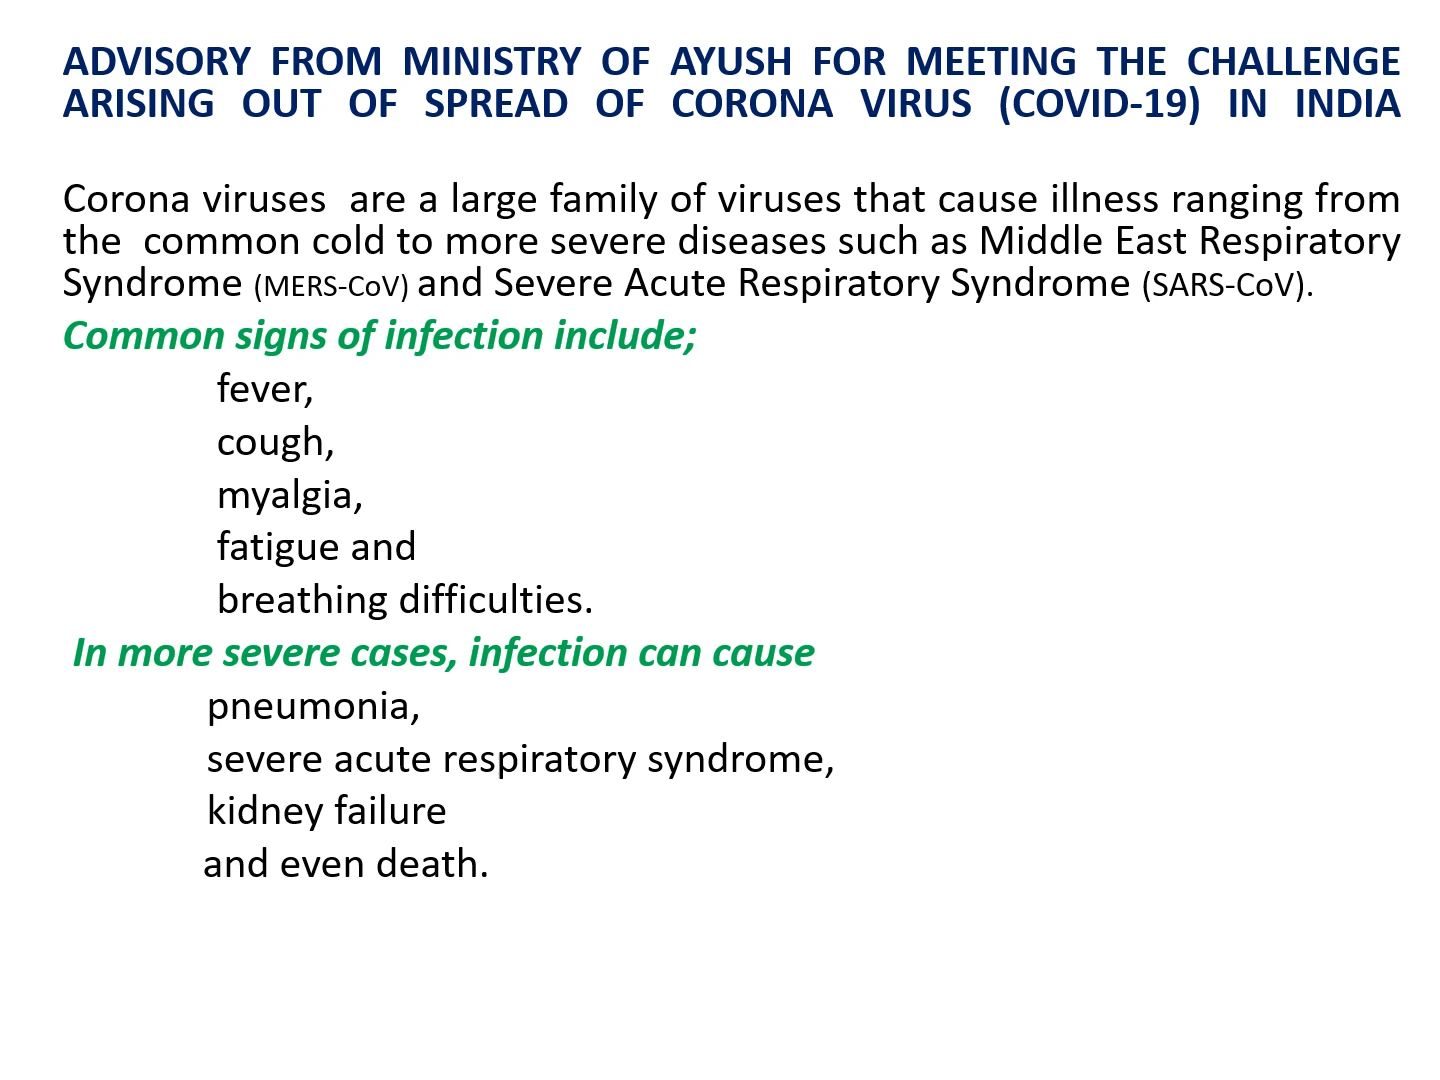 ADVISORY FROM MINISTRY OF AYUSH FOR MEETING THE CHALLENGE
ARISING OUT OF SPREAD OF CORONA VIRUS (COVID-19) IN INDIA
Corona viruses are a large family of viruses that cause illness ranging from
the common cold to more severe diseases such as Middle East Respiratory
Syndrome (MERS-CoV) and Severe Acute Respiratory Syndrome (SARS-CoV).
Common signs of infection include;
fever,
cough,
myalgia,
fatigue and
breathing difficulties.
In more severe cases, infection can cause
pneumonia,
severe acute respiratory syndrome,
kidney failure
and even death.